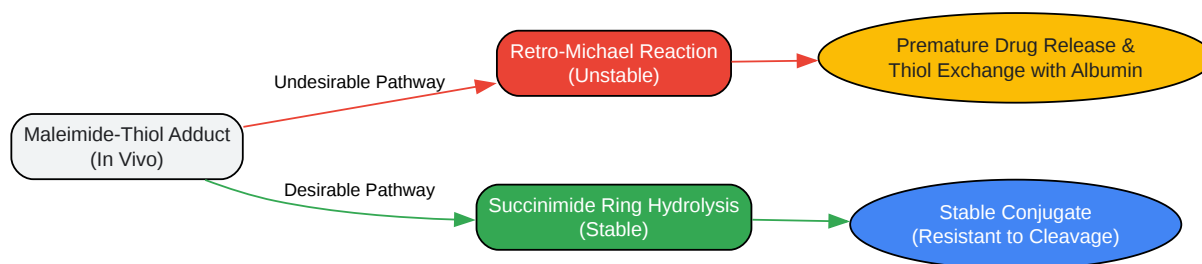 Maleimide-Thiol Adduct
(In Vivo)
Undesirable Pathway
Retro-Michael Reaction
(Unstable)
Premature Drug Release &
Thiol Exchange with Albumin
Desirable Pathway
Succinimide Ring Hydrolysis
(Stable)
Stable Conjugate
(Resistant to Cleavage)